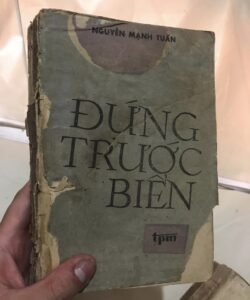 NGUYỄN MẠNH TUẤN
ĐỨNG
TRƯỚC
BIỂN
tpm